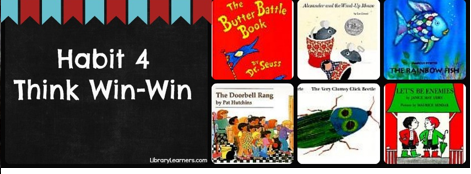 Habit 4
Think Win-Win
LibraryLearners.com
The
Butter Battle
Book
by
Dr. Seuss
Alexander and the Wind-Up Mouse
THE RAINBOW FISH
The Doorbell Rang
by Pat Hutchins
The Very Clumsy Click Beetle
LET'S BE ENEMIES